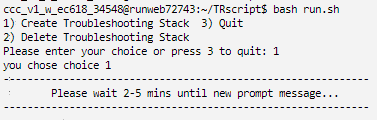 ccc_v1_w_ec618_34548@runweb72743:~/TRscript$ bash run.sh
1) Create Troubleshooting Stack  3) Quit
2) Delete Troubleshooting Stack
Please enter your choice or press 3 to quit: 1
you chose choice 1
----------------------------------------------------
Please wait 2-5 mins until new prompt message...
----------------------------------------------------